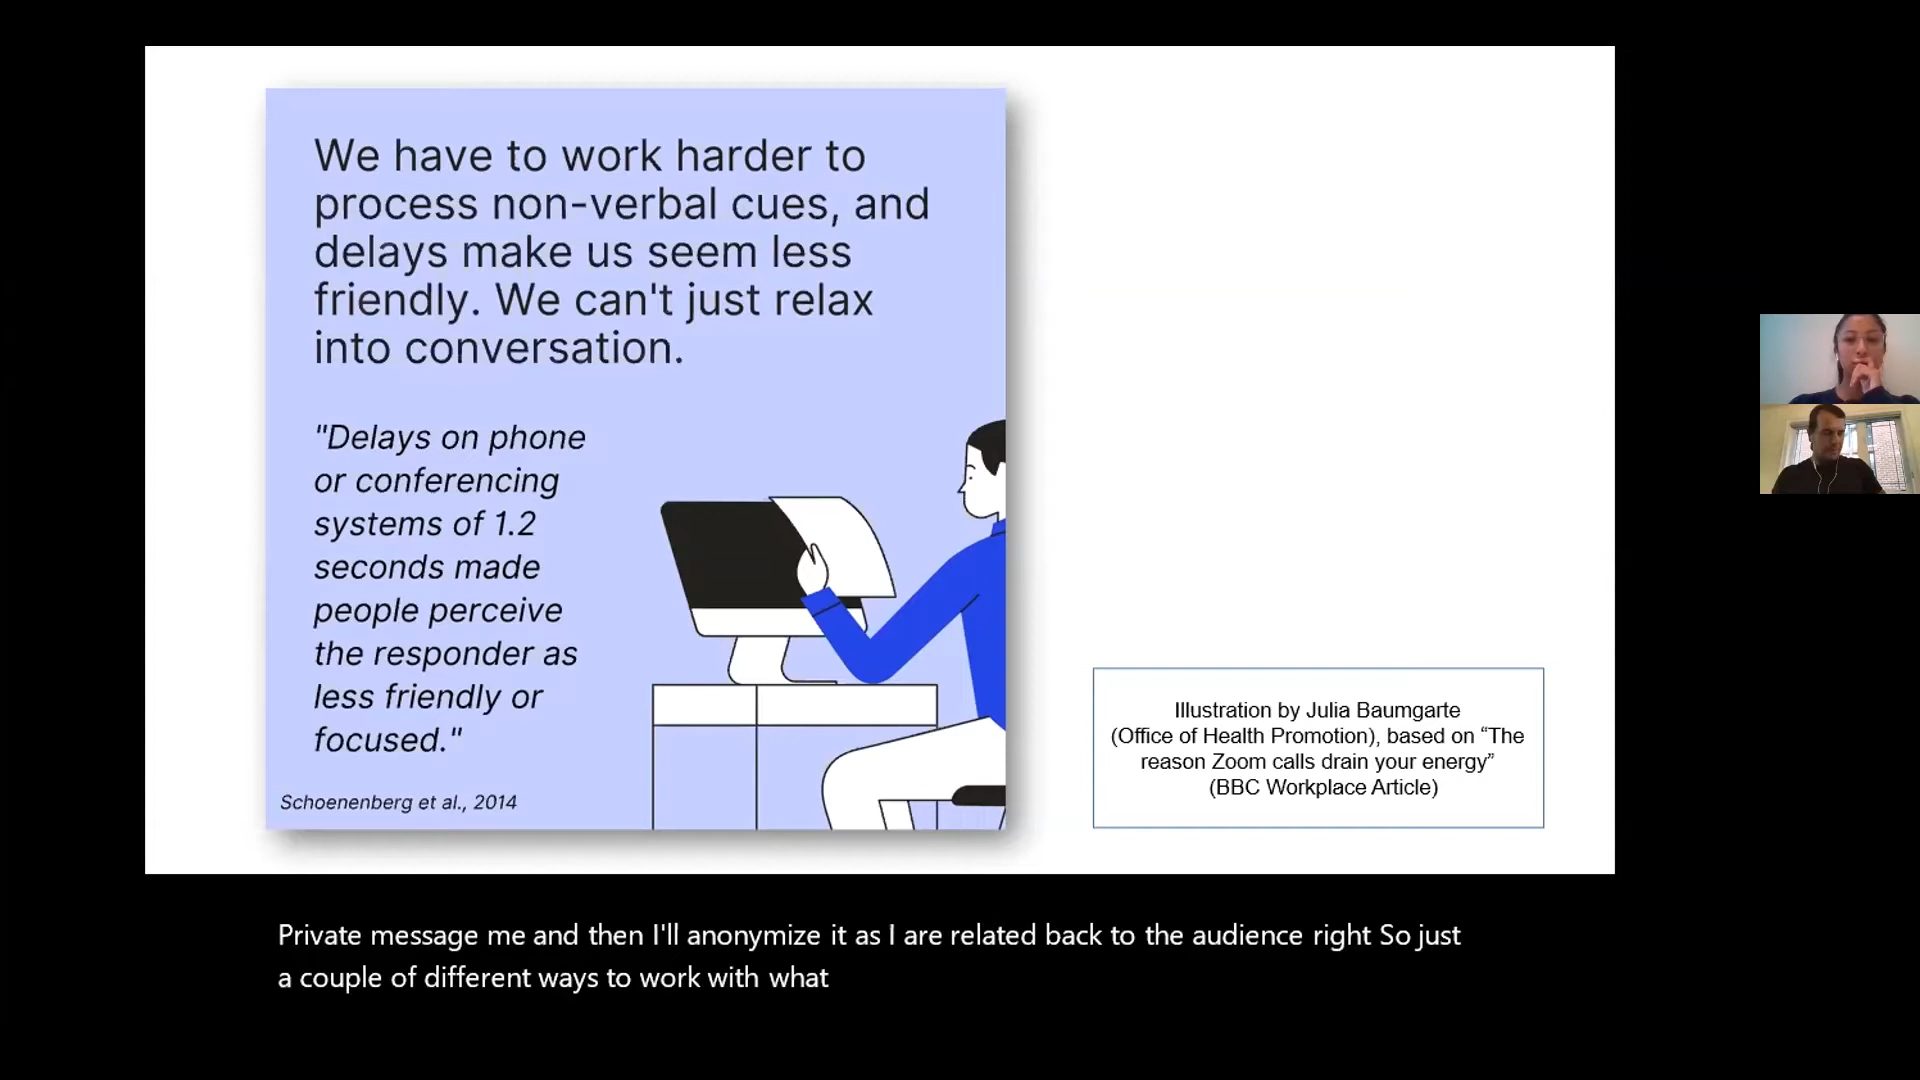 We have to work harder to
process non-verbal cues, and
delays make us seem less
friendly. We can't just relax
into conversation.
"Delays on phone
or conferencing
systems of 1.2
seconds made
people perceive
the responder as
less friendly or
focused."
Schoenenberg et al., 2014
Illustration by Julia Baumgarte
(Office of Health Promotion), based on “The
reason Zoom calls drain your energy”
(BBC Workplace Article)
Private message me and then I'll anonymize it as I are related back to the audience right So just
a couple of different ways to work with what